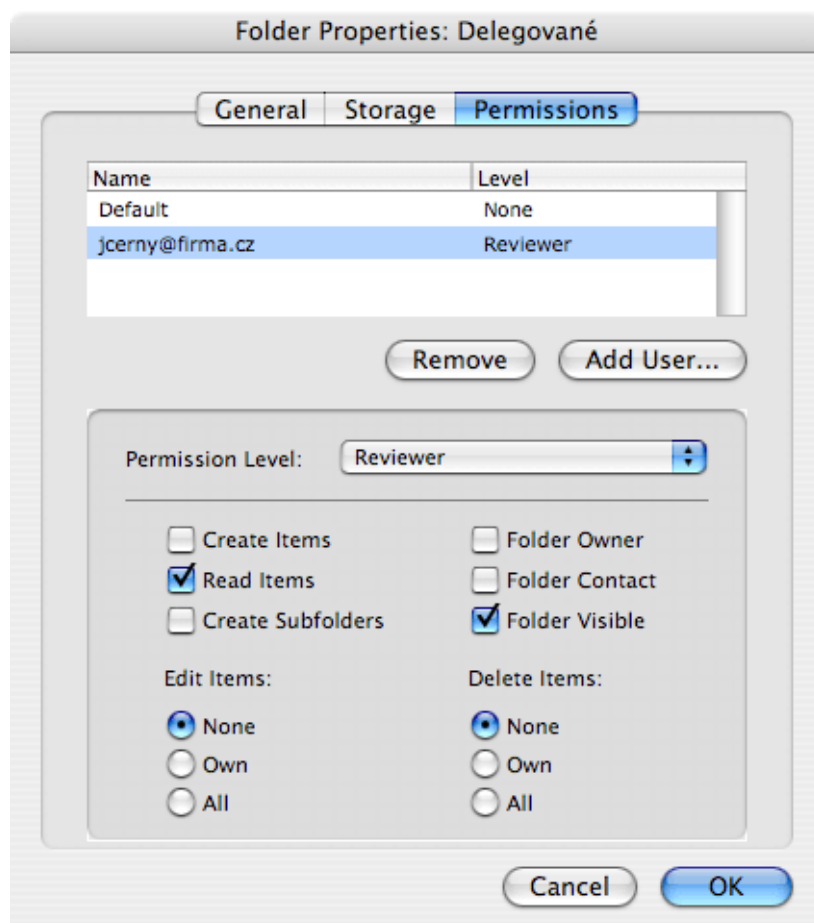 Folder Properties: Delegované
General Storage Permissions
Name Level
Default None
jcerny@firma.cz Reviewer
Remove Add User...
Permission Level: Reviewer
Create Items Folder Owner
Read Items Folder Contact
Create Subfolders Folder Visible
Edit Items: Delete Items:
None None
Own Own
All All
Cancel OK